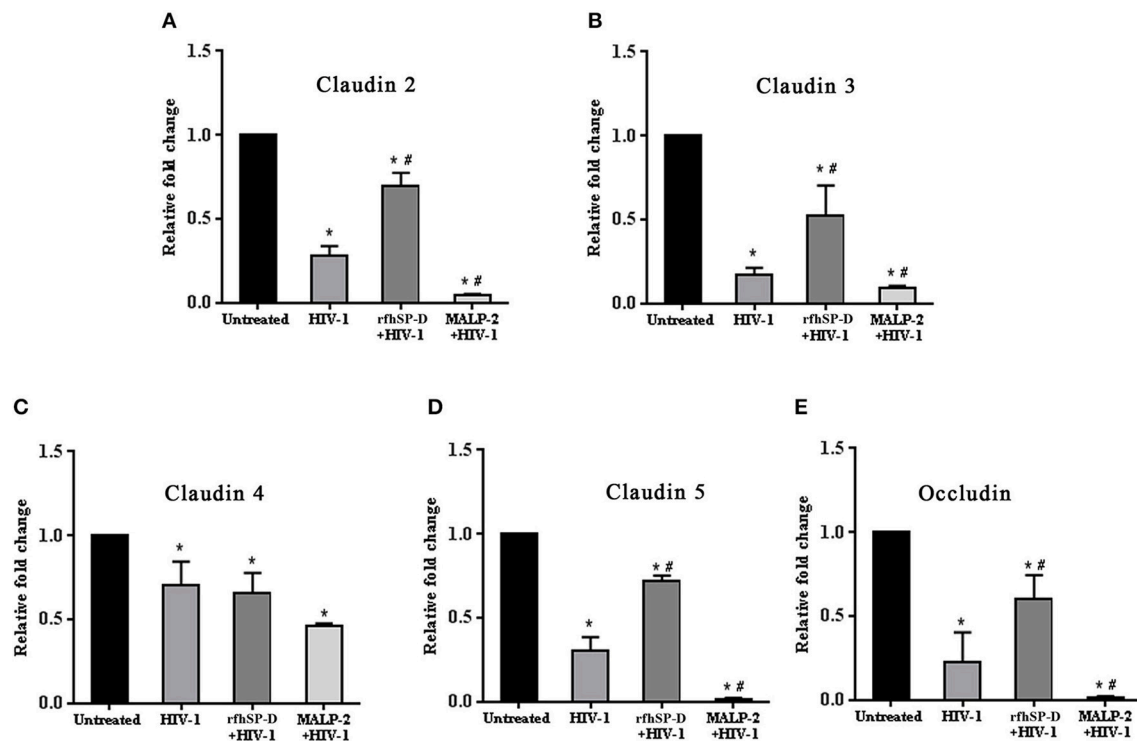 A
Claudin 2
Relative fold change
1.5
1.0
0.5
0.0
*
* #
* #
Untreated
HIV-1
rfhSP-D
+HIV-1
MALP-2
+HIV-1
B
Claudin 3
Relative fold change
1.5
1.0
0.5
0.0
*
* #
* #
Untreated
HIV-1
rfhSP-D
+HIV-1
MALP-2
+HIV-1
C
Claudin 4
Relative fold change
1.5
1.0
0.5
0.0
*
*
*
Untreated
HIV-1
rfhSP-D
+HIV-1
MALP-2
+HIV-1
D
Claudin 5
Relative fold change
1.5
1.0
0.5
0.0
*
* #
* #
Untreated
HIV-1
rfhSP-D
+HIV-1
MALP-2
+HIV-1
E
Occludin
Relative fold change
1.5
1.0
0.5
0.0
*
* #
* #
Untreated
HIV-1
rfhSP-D
+HIV-1
MALP-2
+HIV-1